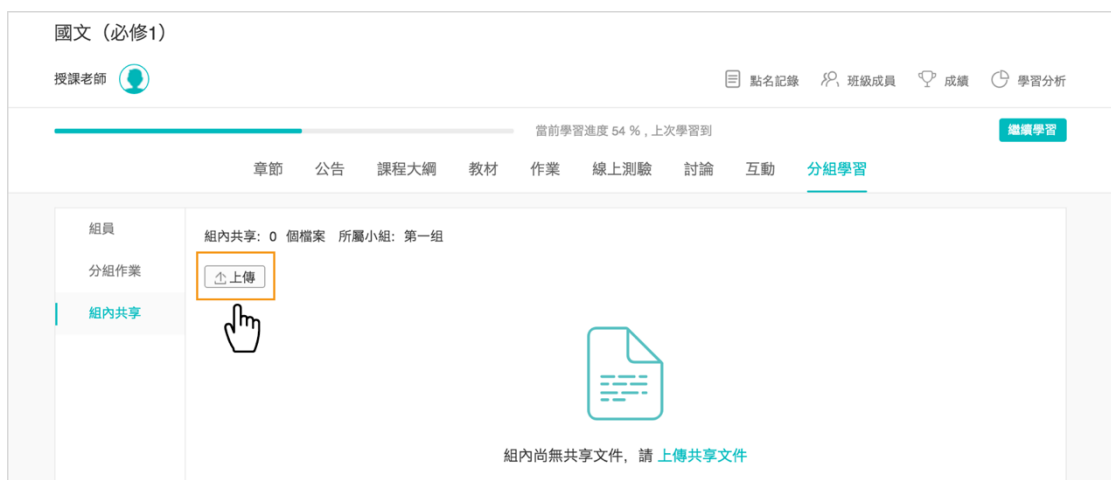 國文（必修1）
授課老師
點名記錄 班級成員 成績 學習分析
當前學習進度 54 % , 上次學習到 繼續學習
章節 公告 課程大綱 教材 作業 線上測驗 討論 互動 分組學習
組員
分組作業
組內共享
組內共享: 0 個檔案 所屬小組: 第一组
上傳
組內尚無共享文件, 請 上傳共享文件